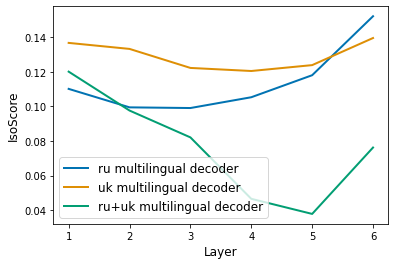 0.14
0.12
0.10
0.08
0.06
0.04
IsoScore
ru multilingual decoder
uk multilingual decoder
ru+uk multilingual decoder
1 2 3 4 5 6
Layer